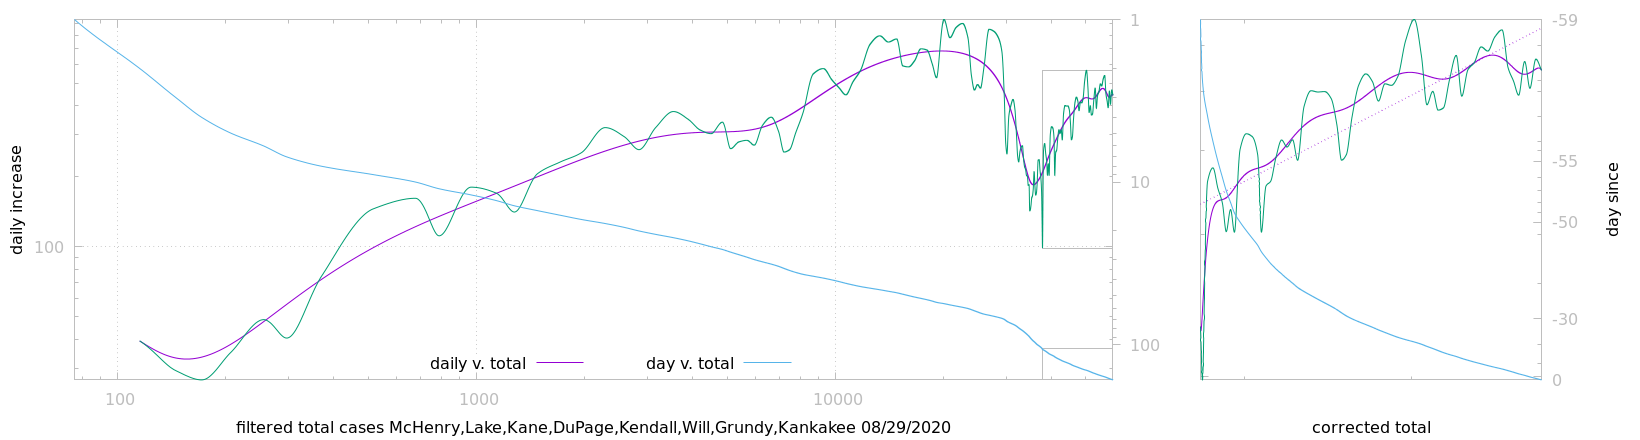 daily increase
100
daily v. total
day v. total
100
1000
10000
1
10
100
filtered total cases McHenry,Lake,Kane,DuPage,Kendall,Will,Grundy,Kankakee 08/29/2020
-59
-55
-50
-30
0
day since
corrected total